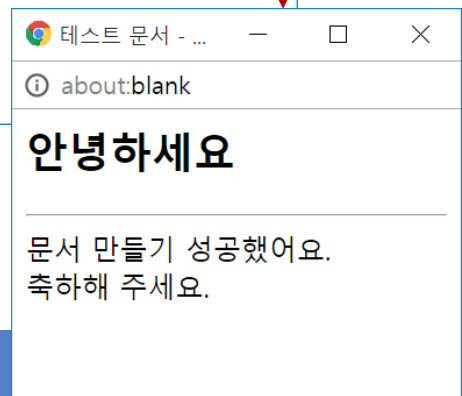 테스트 문서 - ...
about:blank
안녕하세요
문서 만들기 성공했어요.
축하해 주세요.